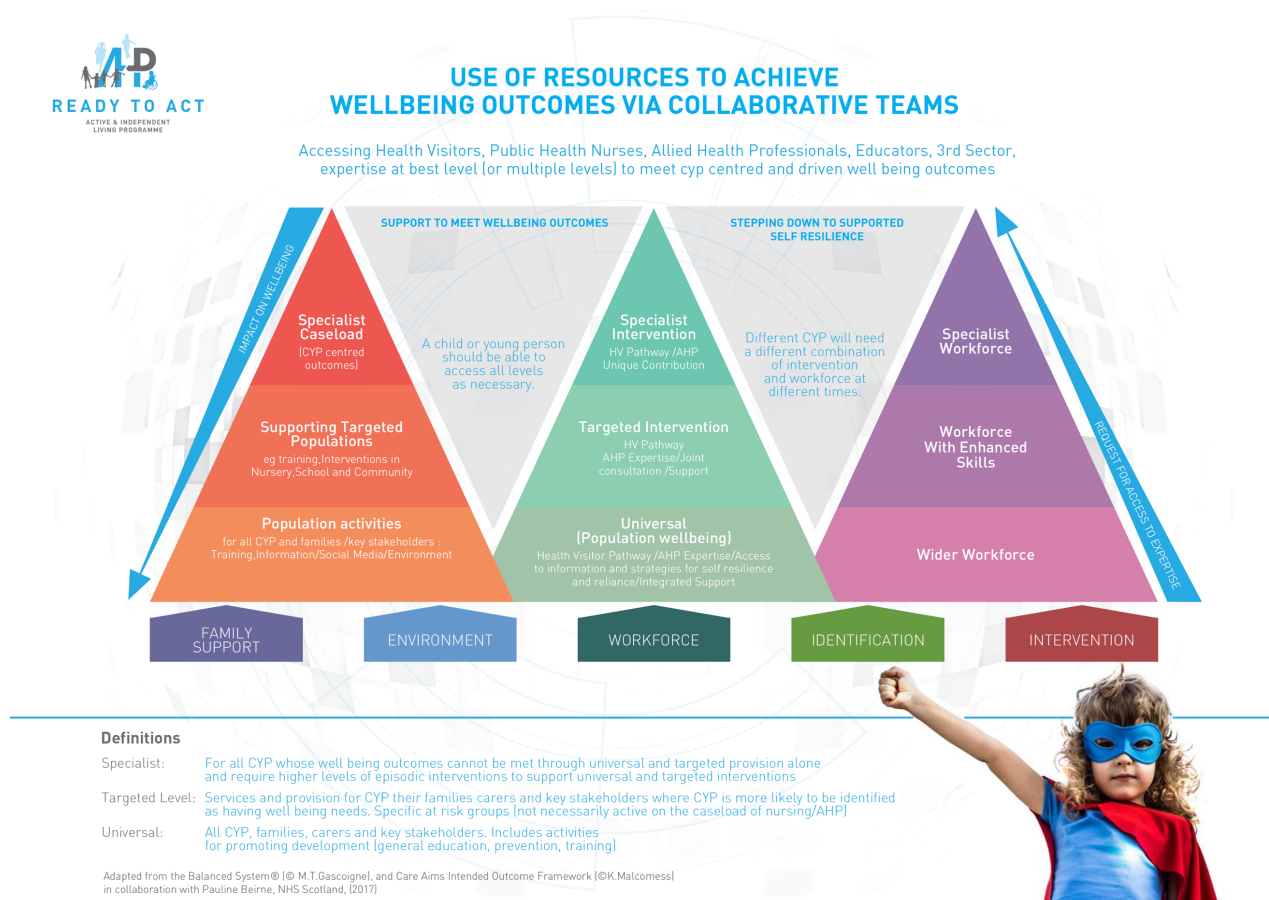 AHP
READY TO ACT
ACTIVE & INDEPENDENT
LIVING PROGRAMME
USE OF RESOURCES TO ACHIEVE
WELLBEING OUTCOMES VIA COLLABORATIVE TEAMS
Accessing Health Visitors, Public Health Nurses, Allied Health Professionals, Educators, 3rd Sector,
expertise at best level (or multiple levels) to meet cyp centred and driven well being outcomes
IMPACT ON WELLBEING
Specialist
Caseload
(CYP centred
outcomes)
Supporting Targeted
Populations
eg training,Interventions in
Nursery,School and Community
Population activities
for all CYP and families /key stakeholders :
Training,Information/Social Media/Environment
SUPPORT TO MEET WELLBEING OUTCOMES
A child or young person
should be able to
access all levels
as necessary.
Specialist
Intervention
HV Pathway /AHP
Unique Contribution
Targeted Intervention
HV Pathway
AHP Expertise/Joint
consultation /Support
Universal
(Population wellbeing)
Health Visitor Pathway /AHP Expertise/Access
to information and strategies for self resilience
and reliance/Integrated Support
STEPPING DOWN TO SUPPORTED
SELF RESILIENCE
Different CYP will need
a different combination
of intervention
and workforce at
different times.
Specialist
Workforce
Workforce
With Enhanced
Skills
Wider Workforce
REQUEST FOR ACCESS TO EXPERTISE
FAMILY
SUPPORT
ENVIRONMENT
WORKFORCE
IDENTIFICATION
INTERVENTION
Definitions
Specialist: For all CYP whose well being outcomes cannot be met through universal and targeted provision alone
and require higher levels of episodic interventions to support universal and targeted interventions
Targeted Level: Services and provision for CYP their families carers and key stakeholders where CYP is more likely to be identified
as having well being needs. Specific at risk groups (not necessarily active on the caseload of nursing/AHP)
Universal: All CYP, families, carers and key stakeholders. Includes activities
for promoting development (general education, prevention, training)
Adapted from the Balanced System® (© M.T.Gascoigne), and Care Aims Intended Outcome Framework (©K.Malcomess)
in collaboration with Pauline Beirne, NHS Scotland, (2017)